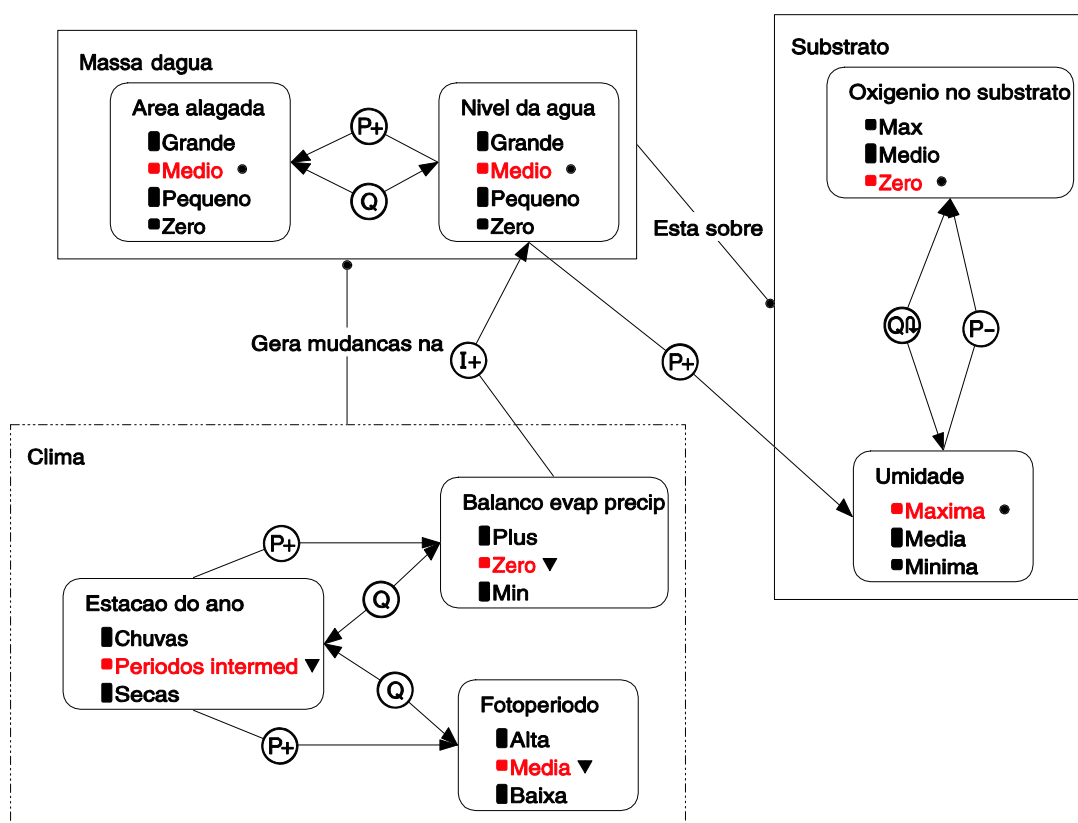 Massa dagua
Area alagada
Grande
Medio
Pequeno
Zero
P+
Q
Nivel da agua
Grande
Medio
Pequeno
Zero
Substrato
Oxigenio no substrato
Max
Medio
Zero
Esta sobre
Q
P-
Gera mudancas na
I+
P+
Umidade
Maxima
Media
Minima
Clima
Balanco evap precip
Plus
Zero
Min
P+
Q
Estacao do ano
Chuvas
Periodos intermed
Secas
Q
P+
Fotoperiodo
Alta
Media
Baixa